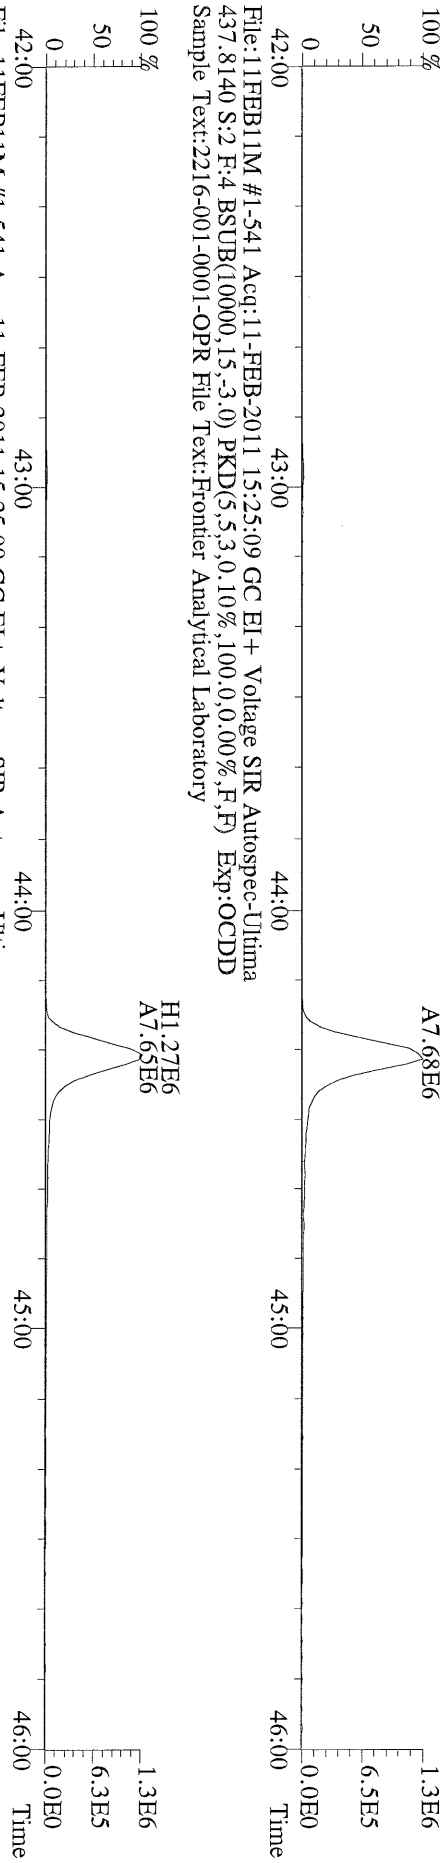 100 %
A7.68E6
1.3E6
50
6.5E5
0
0.0E0
42:00
43:00
44:00
45:00
46:00
Time
File:11FEB11M #1-541 Acq:11-FEB-2011 15:25:09 GC EI+ Voltage SIR Autospec-Ultima
437.8140 S:2 F:4 BSUB(10000,15,-3.0) PKD(5,5,3,0.10%,100.0,0.00%,F,F) Exp:OCDD
Sample Text:2216-001-0001-OPR File Text:Frontier Analytical Laboratory
100 %
H1.27E6
A7.65E6
1.3E6
50
6.3E5
0
0.0E0
42:00
43:00
44:00
45:00
46:00
Time